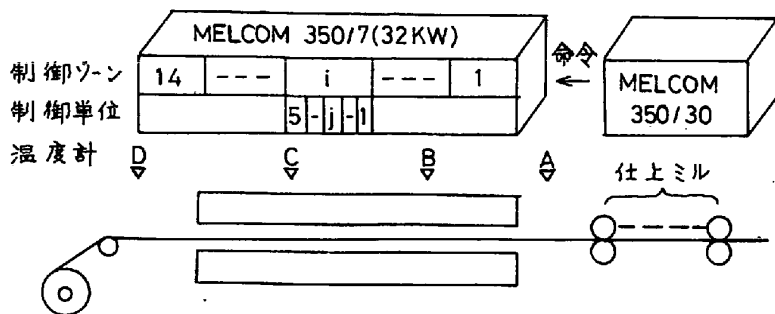 MELCOM 350/7(32KW)
制御ゾーン 14 --- i --- 1
命令
MELCOM
350/30
制御単位 5-j-1
温度計 D C B A
仕上ミル